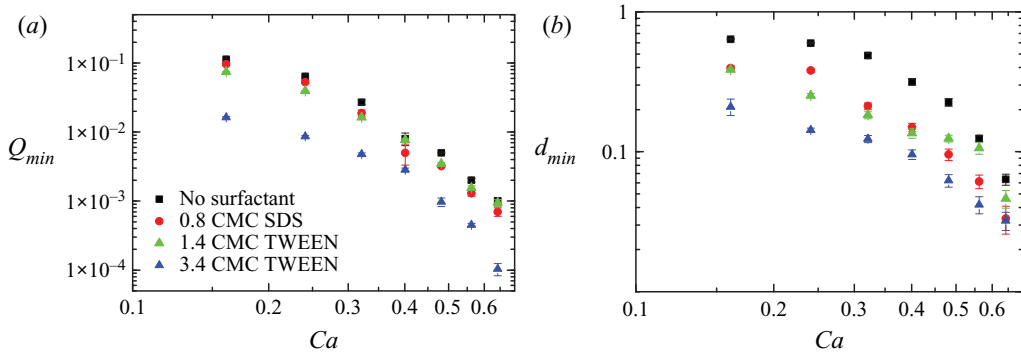 (a)
1×10⁻¹
1×10⁻²
1×10⁻³
1×10⁻⁴
Q_min
No surfactant
0.8 CMC SDS
1.4 CMC TWEEN
3.4 CMC TWEEN
0.1 0.2 0.3 0.4 0.5 0.6
Ca
(b)
1
0.1
d_min
0.1 0.2 0.3 0.4 0.5 0.6
Ca